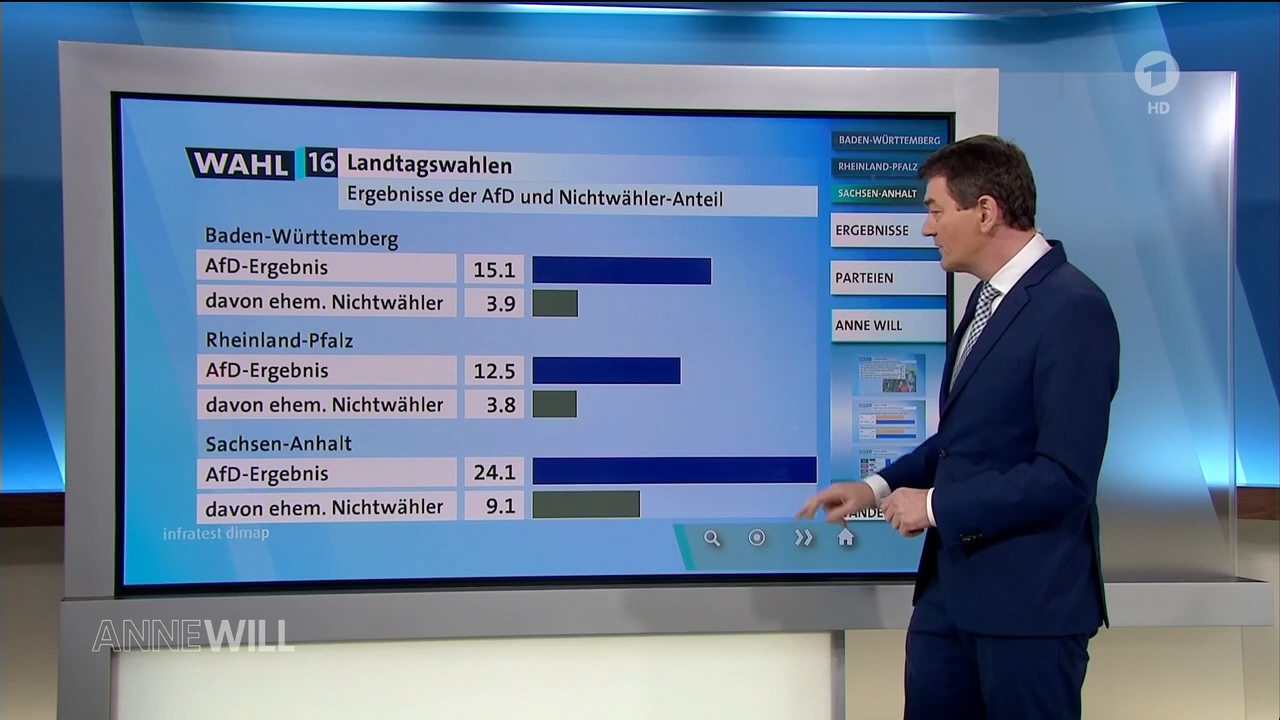 1
HD
BADEN-WÜRTTEMBERG
RHEINLAND-PFALZ
SACHSEN-ANHALT
ERGEBNISSE
PARTEIEN
ANNE WILL
WAHL 16
Landtagswahlen
Ergebnisse der AfD und Nichtwähler-Anteil
Baden-Württemberg
AfD-Ergebnis 15.1
davon ehem. Nichtwähler 3.9
Rheinland-Pfalz
AfD-Ergebnis 12.5
davon ehem. Nichtwähler 3.8
Sachsen-Anhalt
AfD-Ergebnis 24.1
davon ehem. Nichtwähler 9.1
infratest dimap
ANNEWILL